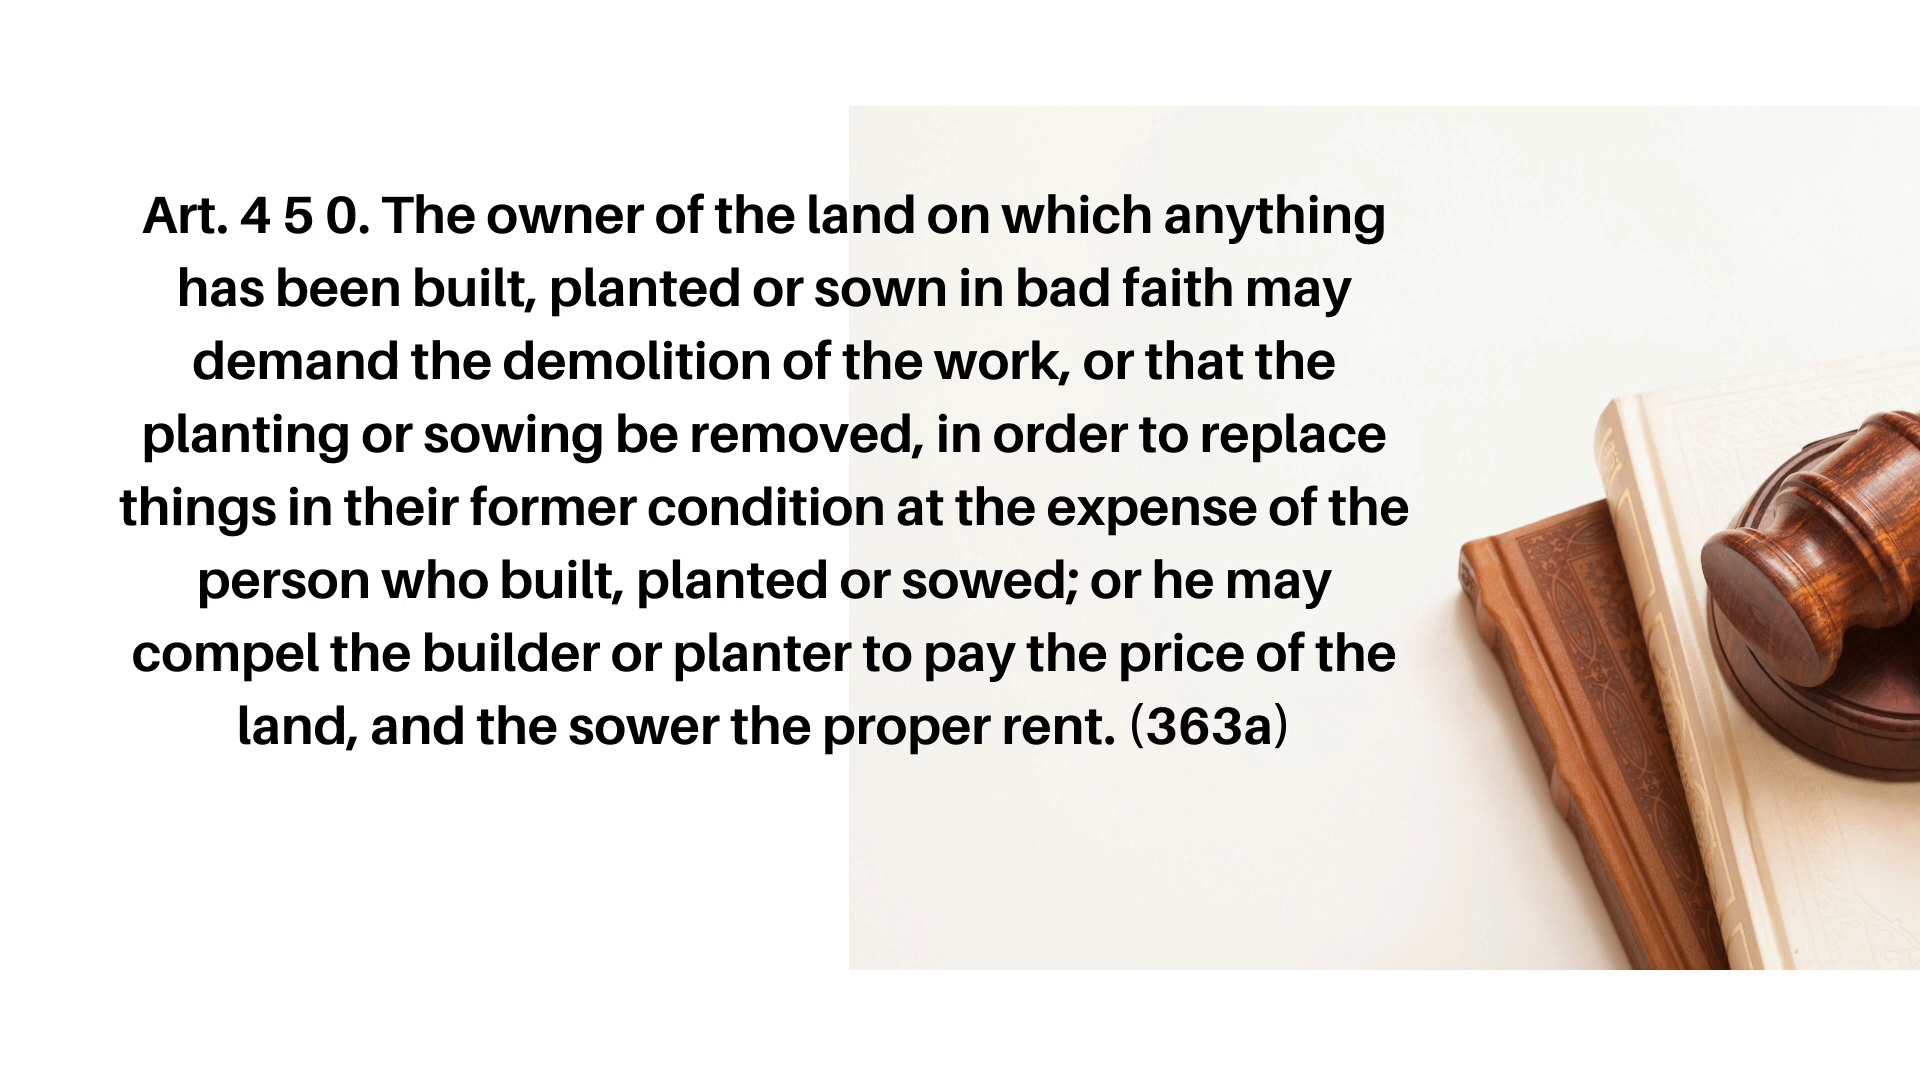 Art. 4 5 0. The owner of the land on which anything
has been built, planted or sown in bad faith may
demand the demolition of the work, or that the
planting or sowing be removed, in order to replace
things in their former condition at the expense of the
person who built, planted or sowed; or he may
compel the builder or planter to pay the price of the
land, and the sower the proper rent. (363a)